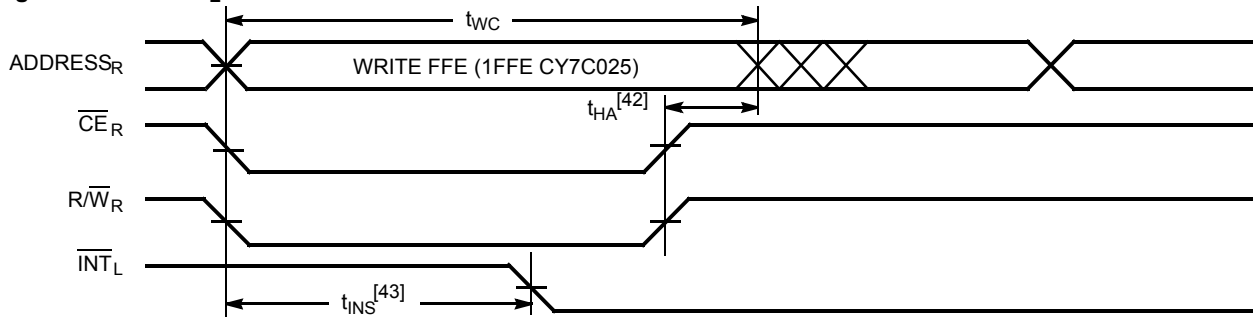 tWC
ADDRESSR
WRITE FFE (1FFE CY7C025)
tHA[42]
CER
R/WR
INTL
tINS[43]